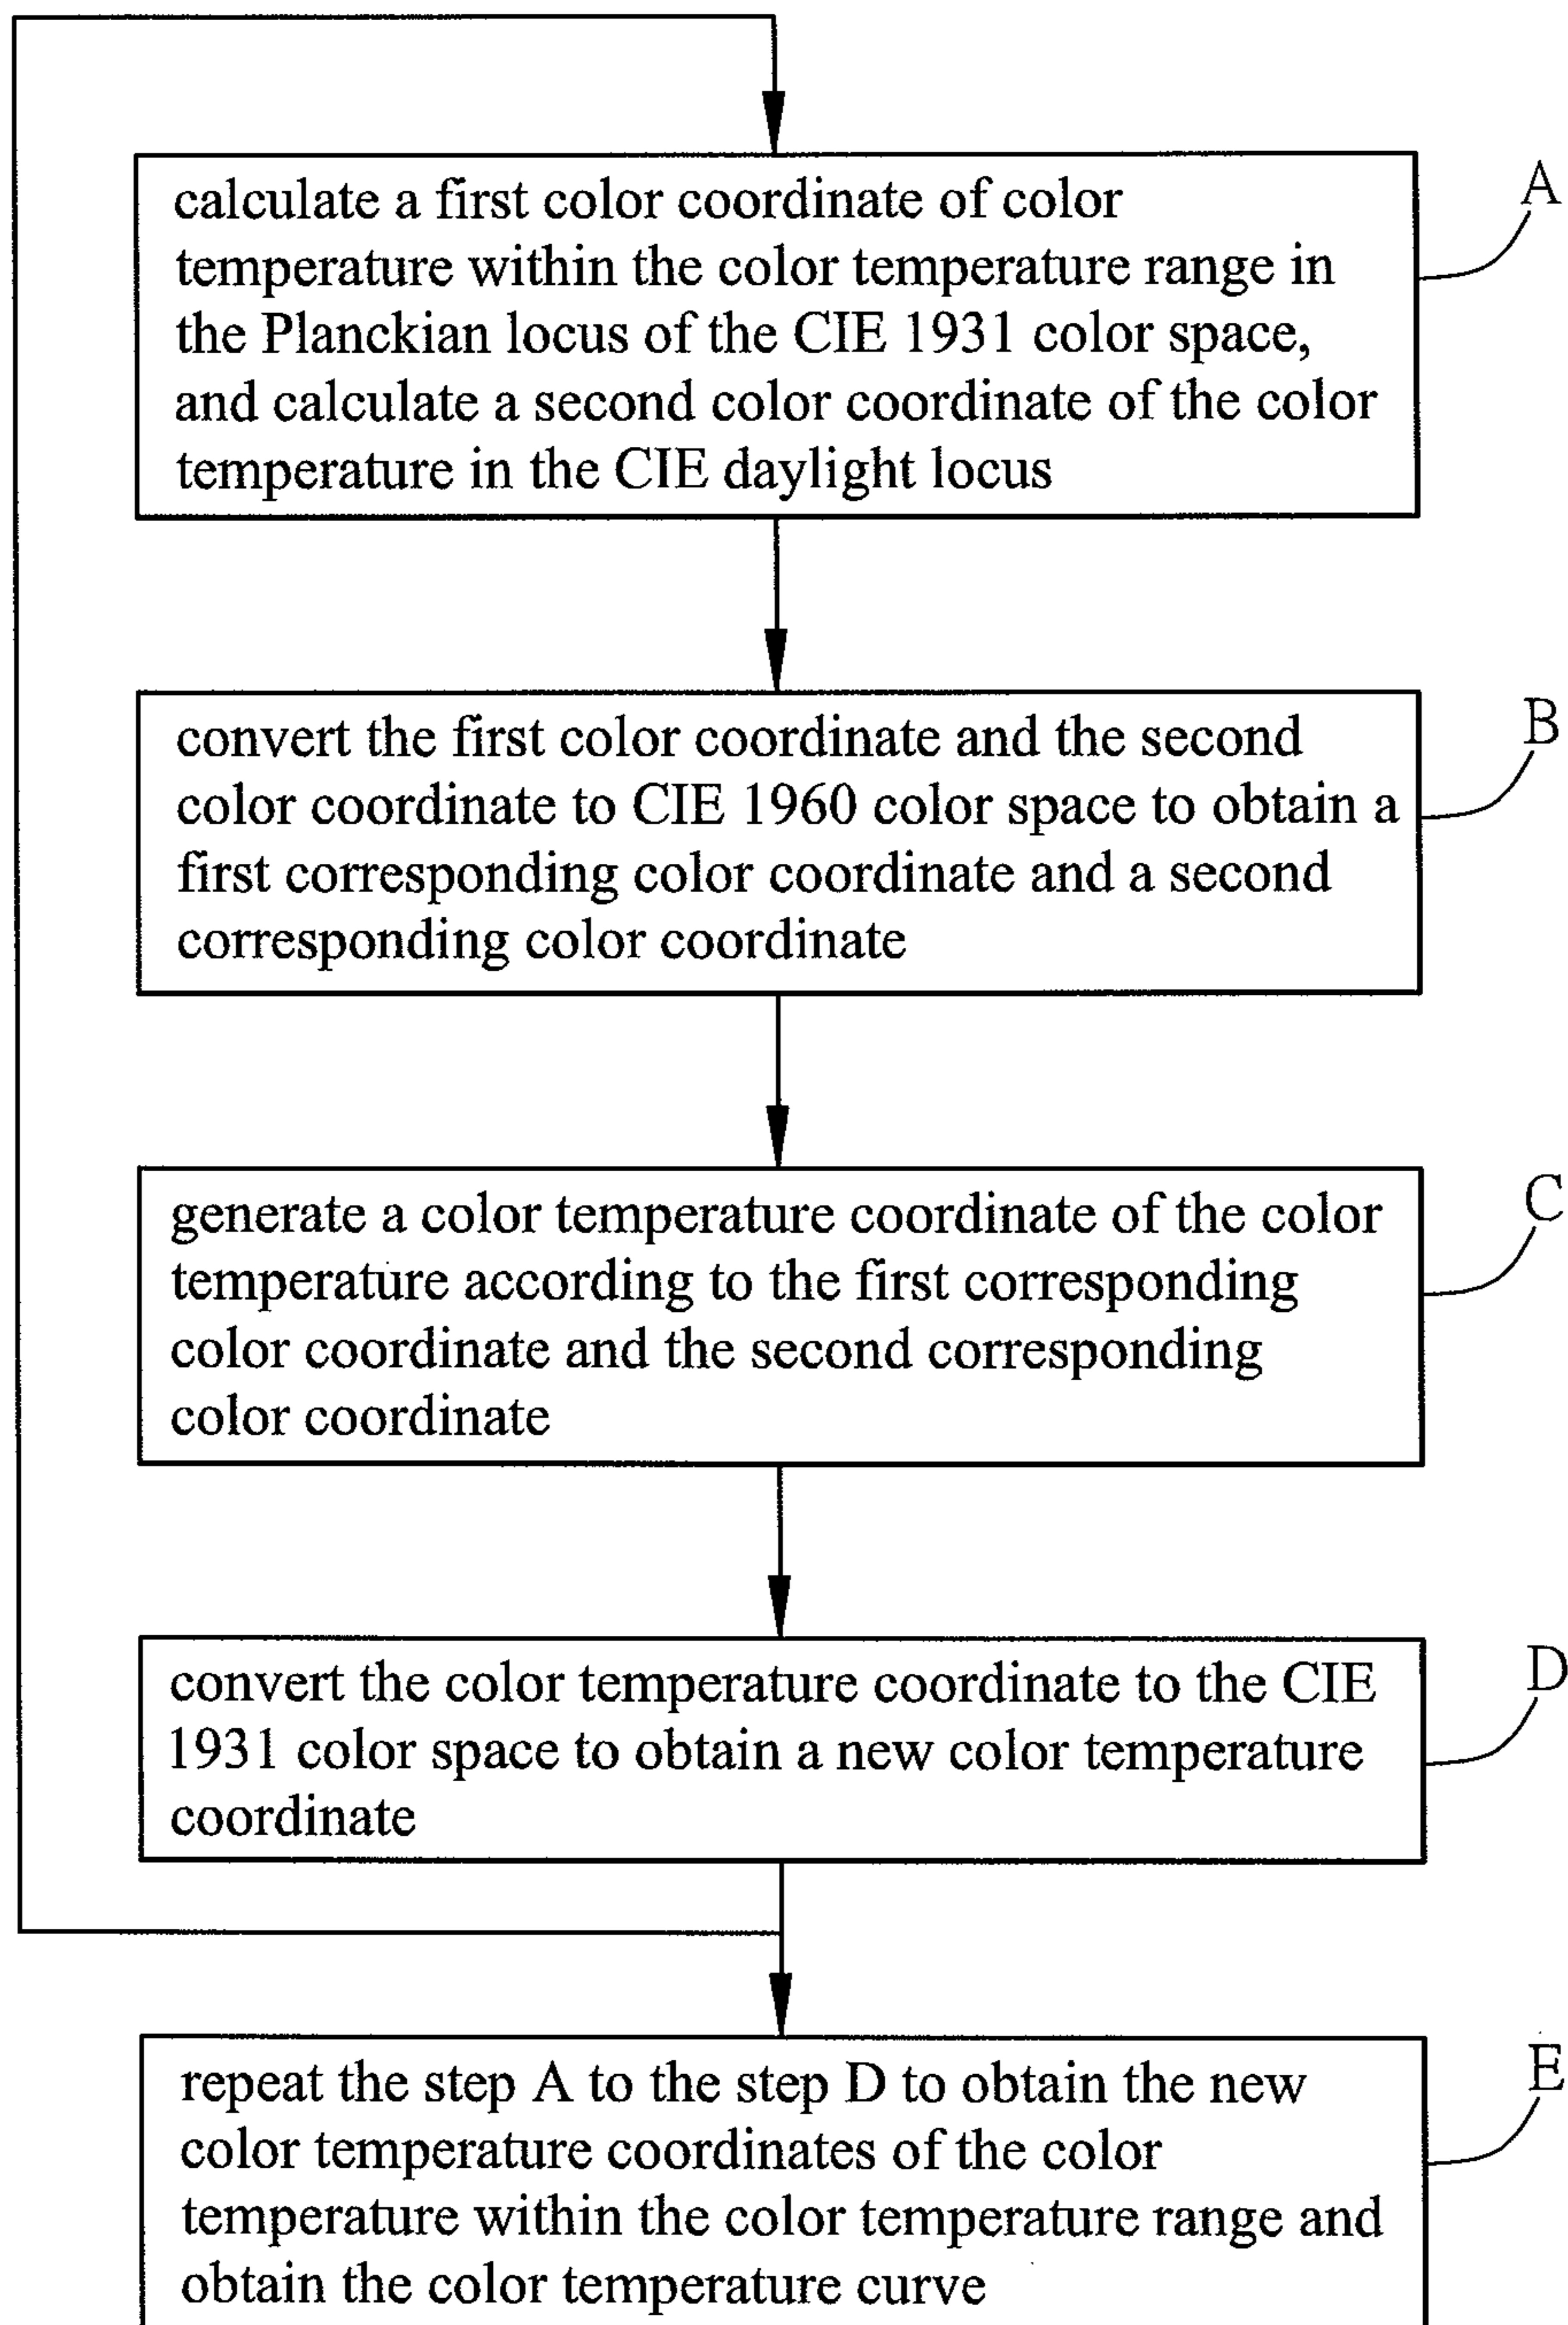 calculate a first color coordinate of color
temperature within the color temperature range in
the Planckian locus of the CIE 1931 color space,
and calculate a second color coordinate of the color
temperature in the CIE daylight locus
A
convert the first color coordinate and the second
color coordinate to CIE 1960 color space to obtain a
first corresponding color coordinate and a second
corresponding color coordinate
B
generate a color temperature coordinate of the color
temperature according to the first corresponding
color coordinate and the second corresponding
color coordinate
C
convert the color temperature coordinate to the CIE
1931 color space to obtain a new color temperature
coordinate
D
repeat the step A to the step D to obtain the new
color temperature coordinates of the color
temperature within the color temperature range and
obtain the color temperature curve
E